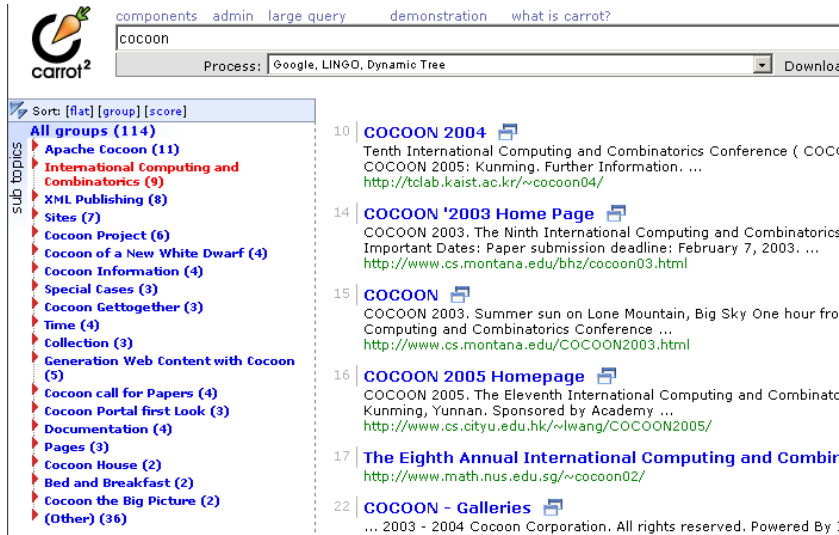 components admin large query demonstration what is carrot?
cocoon
carrot²
Process: Google, LINGO, Dynamic Tree
Sort: [flat] [group] [score]
sub topics
All groups (114)
Apache Cocoon (11)
International Computing and
Combinatorics (9)
XML Publishing (8)
Sites (7)
Cocoon Project (6)
Cocoon of a New White Dwarf (4)
Cocoon Information (4)
Special Cases (3)
Cocoon Gettogether (3)
Time (4)
Collection (3)
Generation Web Content with Cocoon
(5)
Cocoon call for Papers (4)
Cocoon Portal first Look (3)
Documentation (4)
Pages (3)
Cocoon House (2)
Bed and Breakfast (2)
Cocoon the Big Picture (2)
(Other) (36)
10 COCOON 2004
Tenth International Computing and Combinatorics Conference (
COCOON 2005: Kunming. Further Information. ...
http://tclab.kaist.ac.kr/~cocoon04/
14 COCOON '2003 Home Page
COCOON 2003. The Ninth International Computing and Combinatorics
Important Dates: Paper submission deadline: February 7, 2003. ...
http://www.cs.montana.edu/bhz/cocoon03.html
15 COCOON
COCOON 2003. Summer sun on Lone Mountain, Big Sky One hour
Computing and Combinatorics Conference ...
http://www.cs.montana.edu/COCOON2003.html
16 COCOON 2005 Homepage
COCOON 2005. The Eleventh International Computing and
Kunming, Yunnan. Sponsored by Academy ...
http://www.cs.cityu.edu.hk/~lwang/COCOON2005/
17 The Eighth Annual International Computing and
http://www.math.nus.edu.sg/~cocoon02/
22 COCOON - Galleries
... 2003 - 2004 Cocoon Corporation. All rights reserved. Powered By